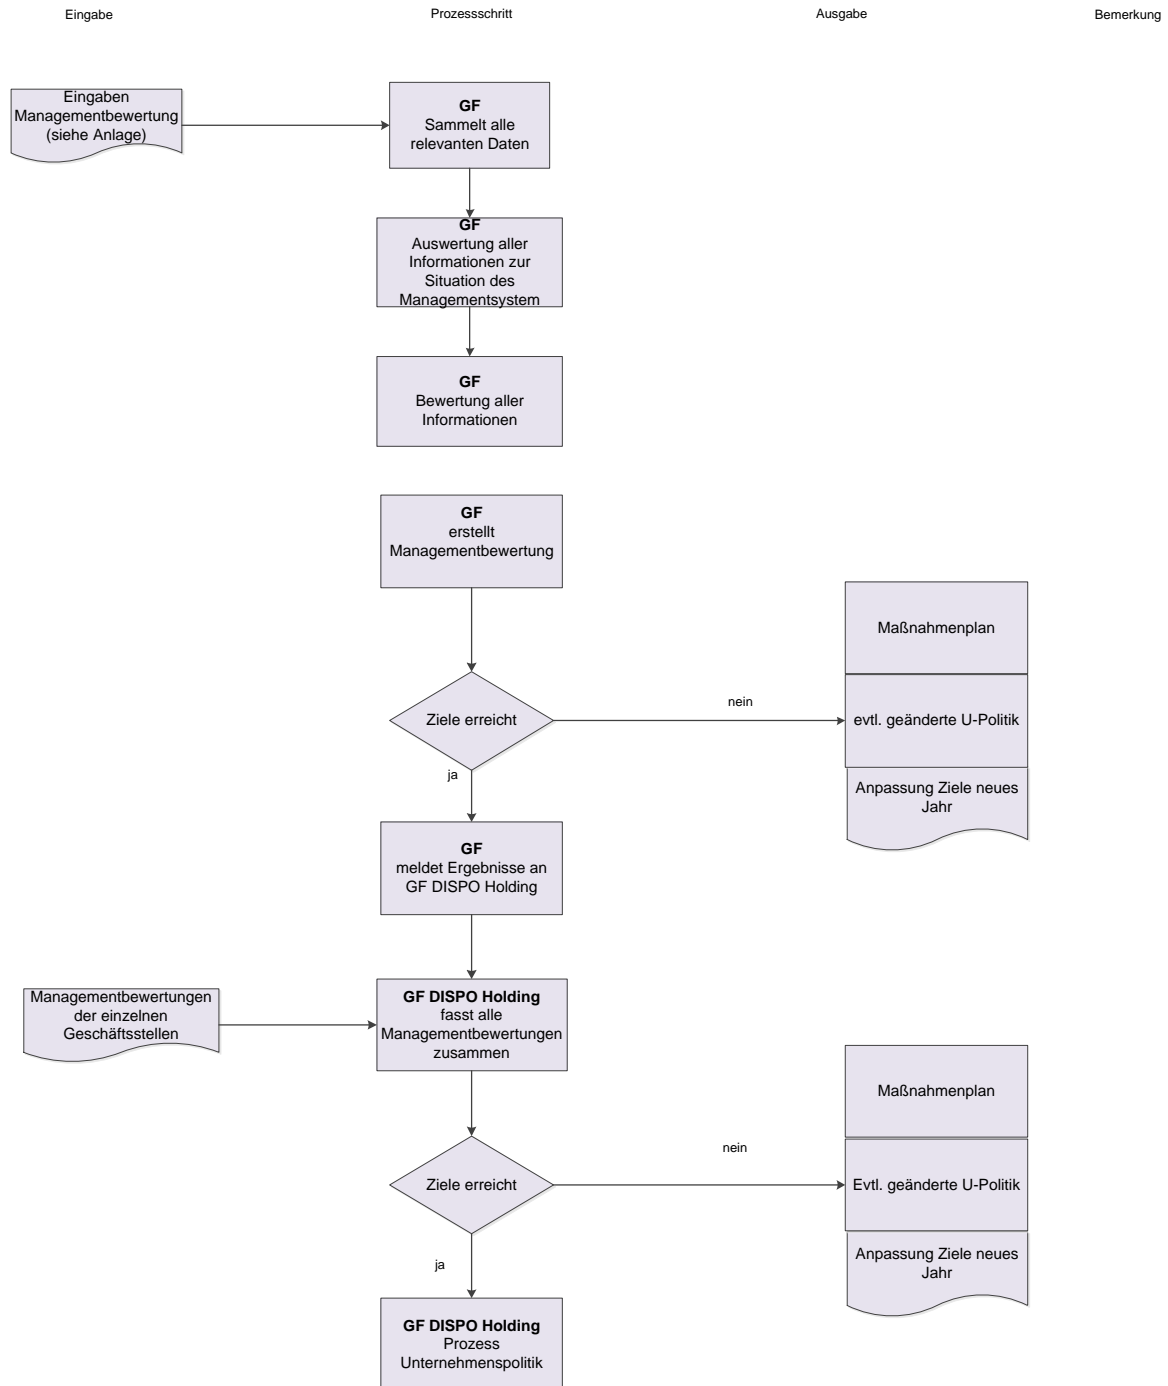 Eingabe
Prozessschritt
Ausgabe
Bemerkung
Eingaben
Managementbewertung
(siehe Anlage)
GF
Sammelt alle
relevanten Daten
GF
Auswertung aller
Informationen zur
Situation des
Managementsystem
GF
Bewertung aller
Informationen
GF
erstellt
Managementbewertung
Ziele erreicht
nein
ja
Maßnahmenplan
evtl. geänderte U-Politik
Anpassung Ziele neues
Jahr
GF
meldet Ergebnisse an
GF DISPO Holding
Managementbewertungen
der einzelnen
Geschäftsstellen
GF DISPO Holding
fasst alle
Managementbewertungen
zusammen
Ziele erreicht
nein
ja
Maßnahmenplan
Evtl. geänderte U-Politik
Anpassung Ziele neues
Jahr
GF DISPO Holding
Prozess
Unternehmenspolitik